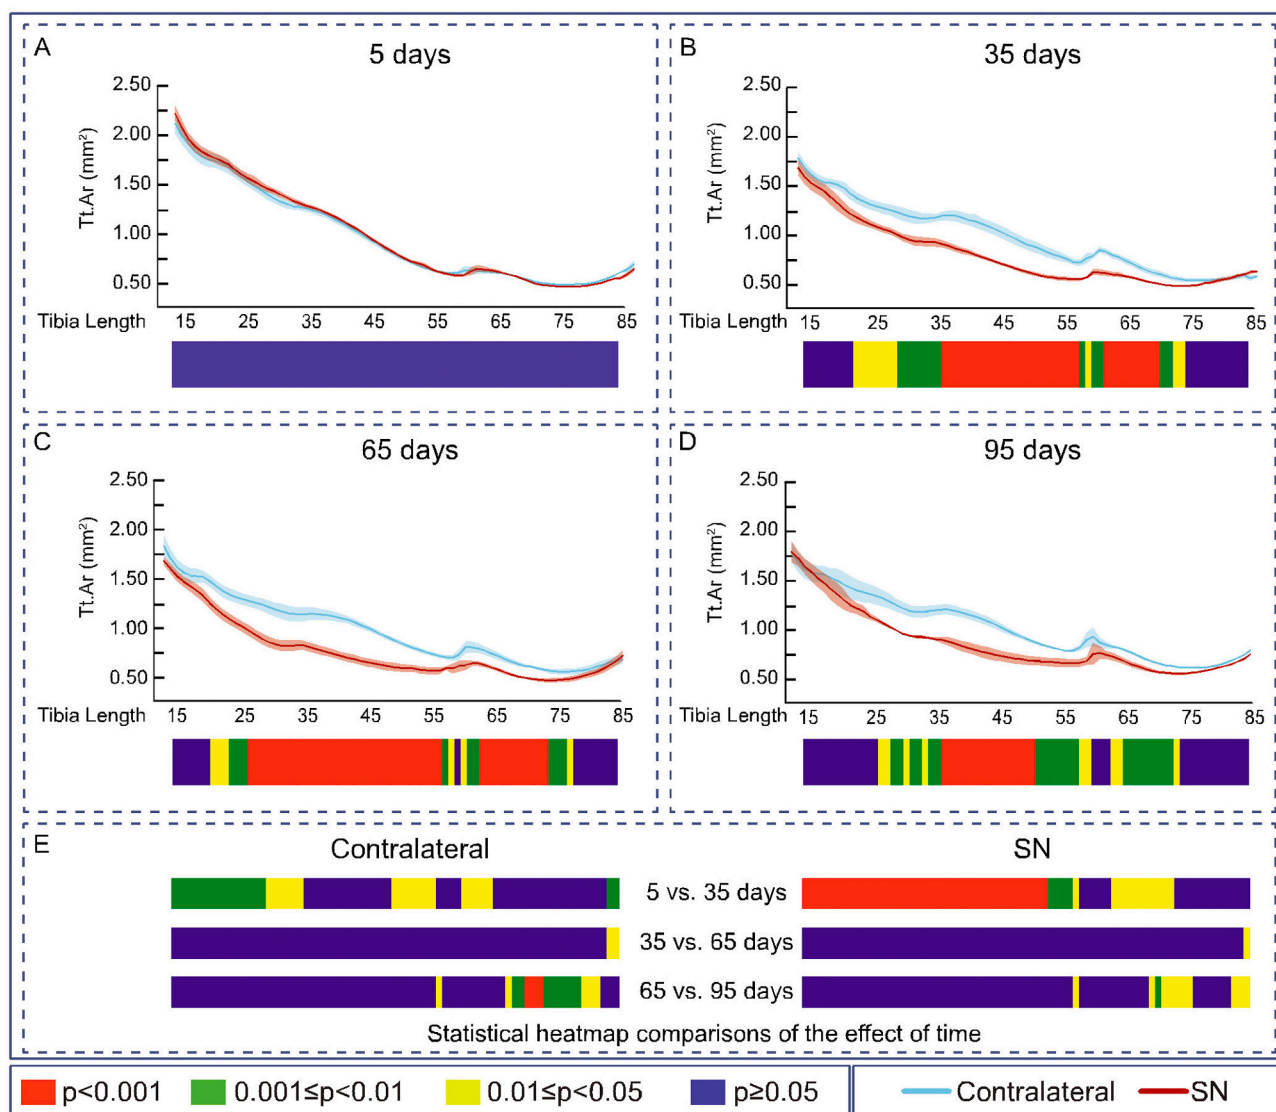 A
5 days
2.50
2.00
1.50
1.00
0.50
Tt.Ar (mm²)
Tibia Length 15 25 35 45 55 65 75 85
B
35 days
2.50
2.00
1.50
1.00
0.50
Tt.Ar (mm²)
Tibia Length 15 25 35 45 55 65 75 85
C
65 days
2.50
2.00
1.50
1.00
0.50
Tt.Ar (mm²)
Tibia Length 15 25 35 45 55 65 75 85
D
95 days
2.50
2.00
1.50
1.00
0.50
Tt.Ar (mm²)
Tibia Length 15 25 35 45 55 65 75 85
E
Contralateral SN
5 vs. 35 days
35 vs. 65 days
65 vs. 95 days
Statistical heatmap comparisons of the effect of time
p<0.001 0.001≤p<0.01 0.01≤p<0.05 p≥0.05 Contralateral SN